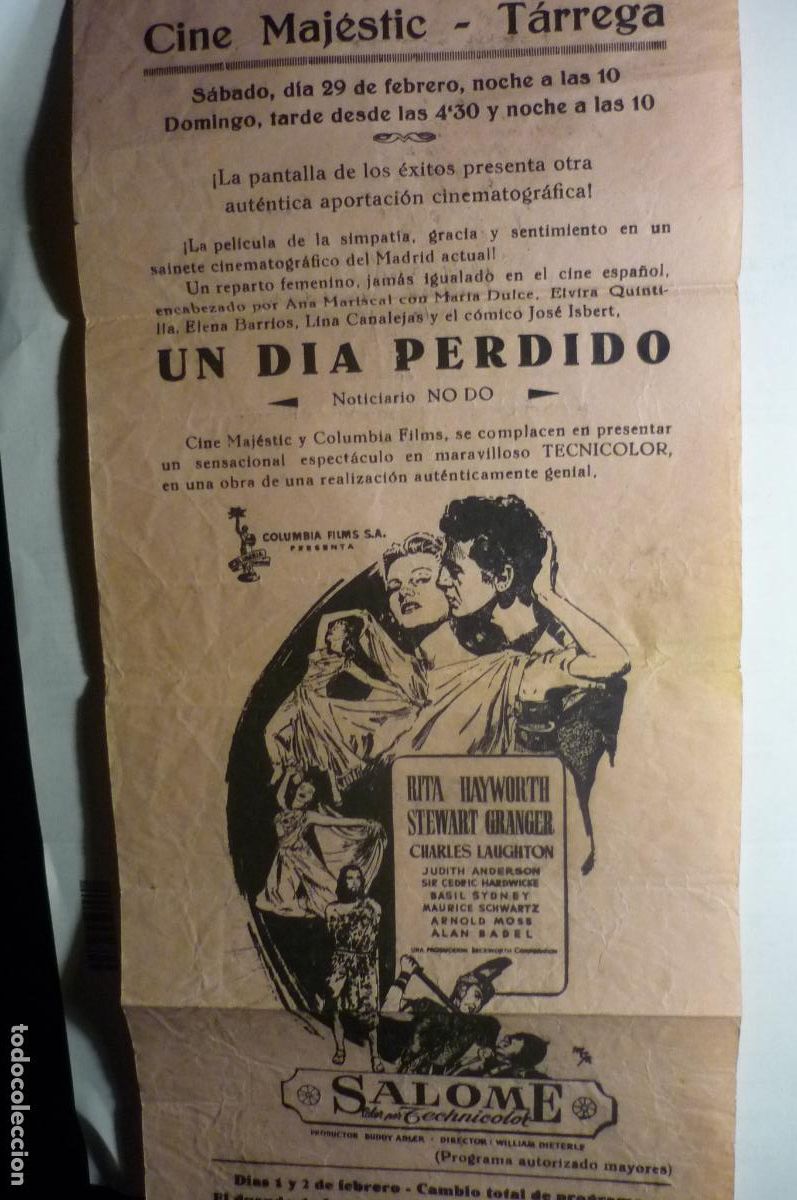 Cine Majéstic - Tárrega
Sábado, día 29 de febrero, noche a las 10
Domingo, tarde desde las 4'30 y noche a las 10
¡La pantalla de los éxitos presenta otra
auténtica aportación cinematográfica!
¡La película de la simpatía, gracia y sentimiento en un
sainete cinematográfico del Madrid actual!
Un reparto femenino, jamás igualado en el cine español,
encabezado por Ana Mariscal con María Dulce, Elvira Quinti-
lla, Elena Barrios, Lina Canalejas y el cómico José Isbert,
UN DIA PERDIDO
Noticiario NO DO
Cine Majéstic y Columbia Films, se complacen en presentar
un sensacional espectáculo en maravilloso TECNICOLOR,
en una obra de una realización auténticamente genial,
COLUMBIA FILMS S.A.
PRESENTA
RITA HAYWORTH
STEWART GRANGER
CHARLES LAUGHTON
JUDITH ANDERSON
SIR CEDRIC HARDWICKE
BASIL SYDNEY
MAURICE SCHWARTZ
ARNOLD MOSS
ALAN BADEL
UNA PRODUCCION BECKWORTH CORPORATION
SALOME
Color por Technicolor
PRODUCTOR BUDDY ADLER - DIRECTOR: WILLIAM DIETERLE
(Programa autorizado mayores)
Días 1 y 2 de febrero - Cambio total de programa
todocoleccion